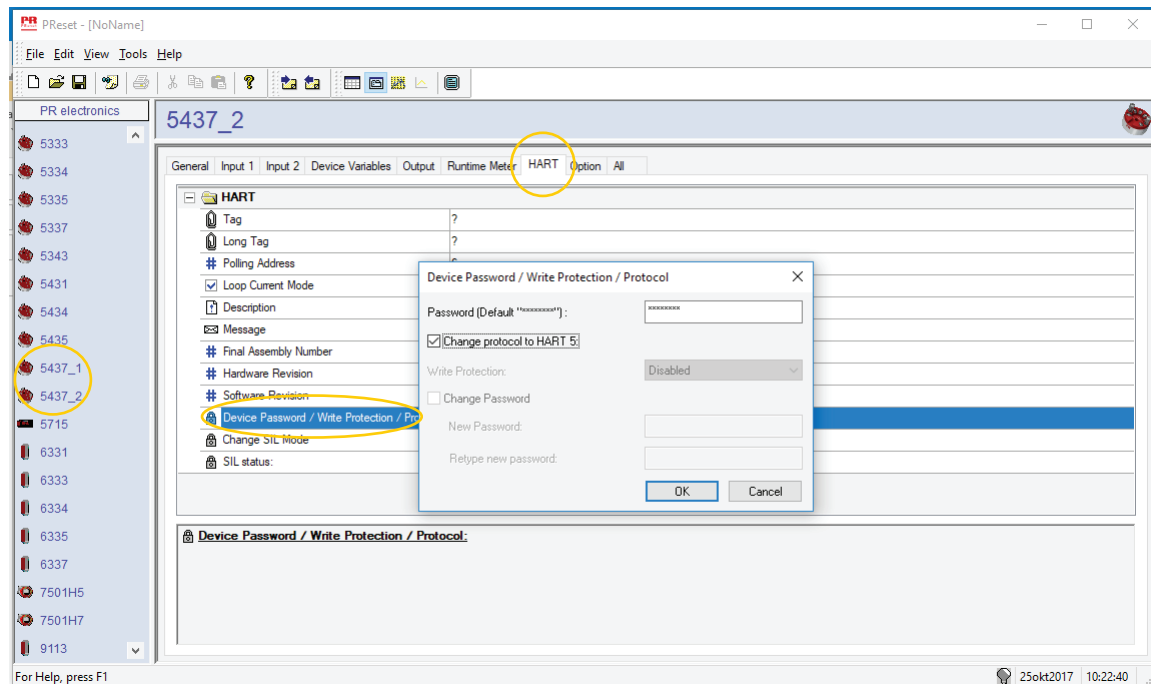 PR PReset - [NoName]
File Edit View Tools Help
PR electronics
5333
5334
5335
5337
5343
5431
5434
5435
5437_1
5437_2
5715
6331
6333
6334
6335
6337
7501H5
7501H7
9113
5437_2
General Input 1 Input 2 Device Variables Output Runtime Meter HART Option All
HART
Tag ?
Long Tag ?
Polling Address
Loop Current Mode
Description
Message
Final Assembly Number
Hardware Revision
Software Revision
Device Password / Write Protection / Pro
Change SIL Mode
SIL status:
Device Password / Write Protection / Protocol
Password (Default "********") : ********
Change protocol to HART 5:
Write Protection: Disabled
Change Password
New Password:
Retype new password:
OK Cancel
Device Password / Write Protection / Protocol:
For Help, press F1 25okt2017 10:22:40